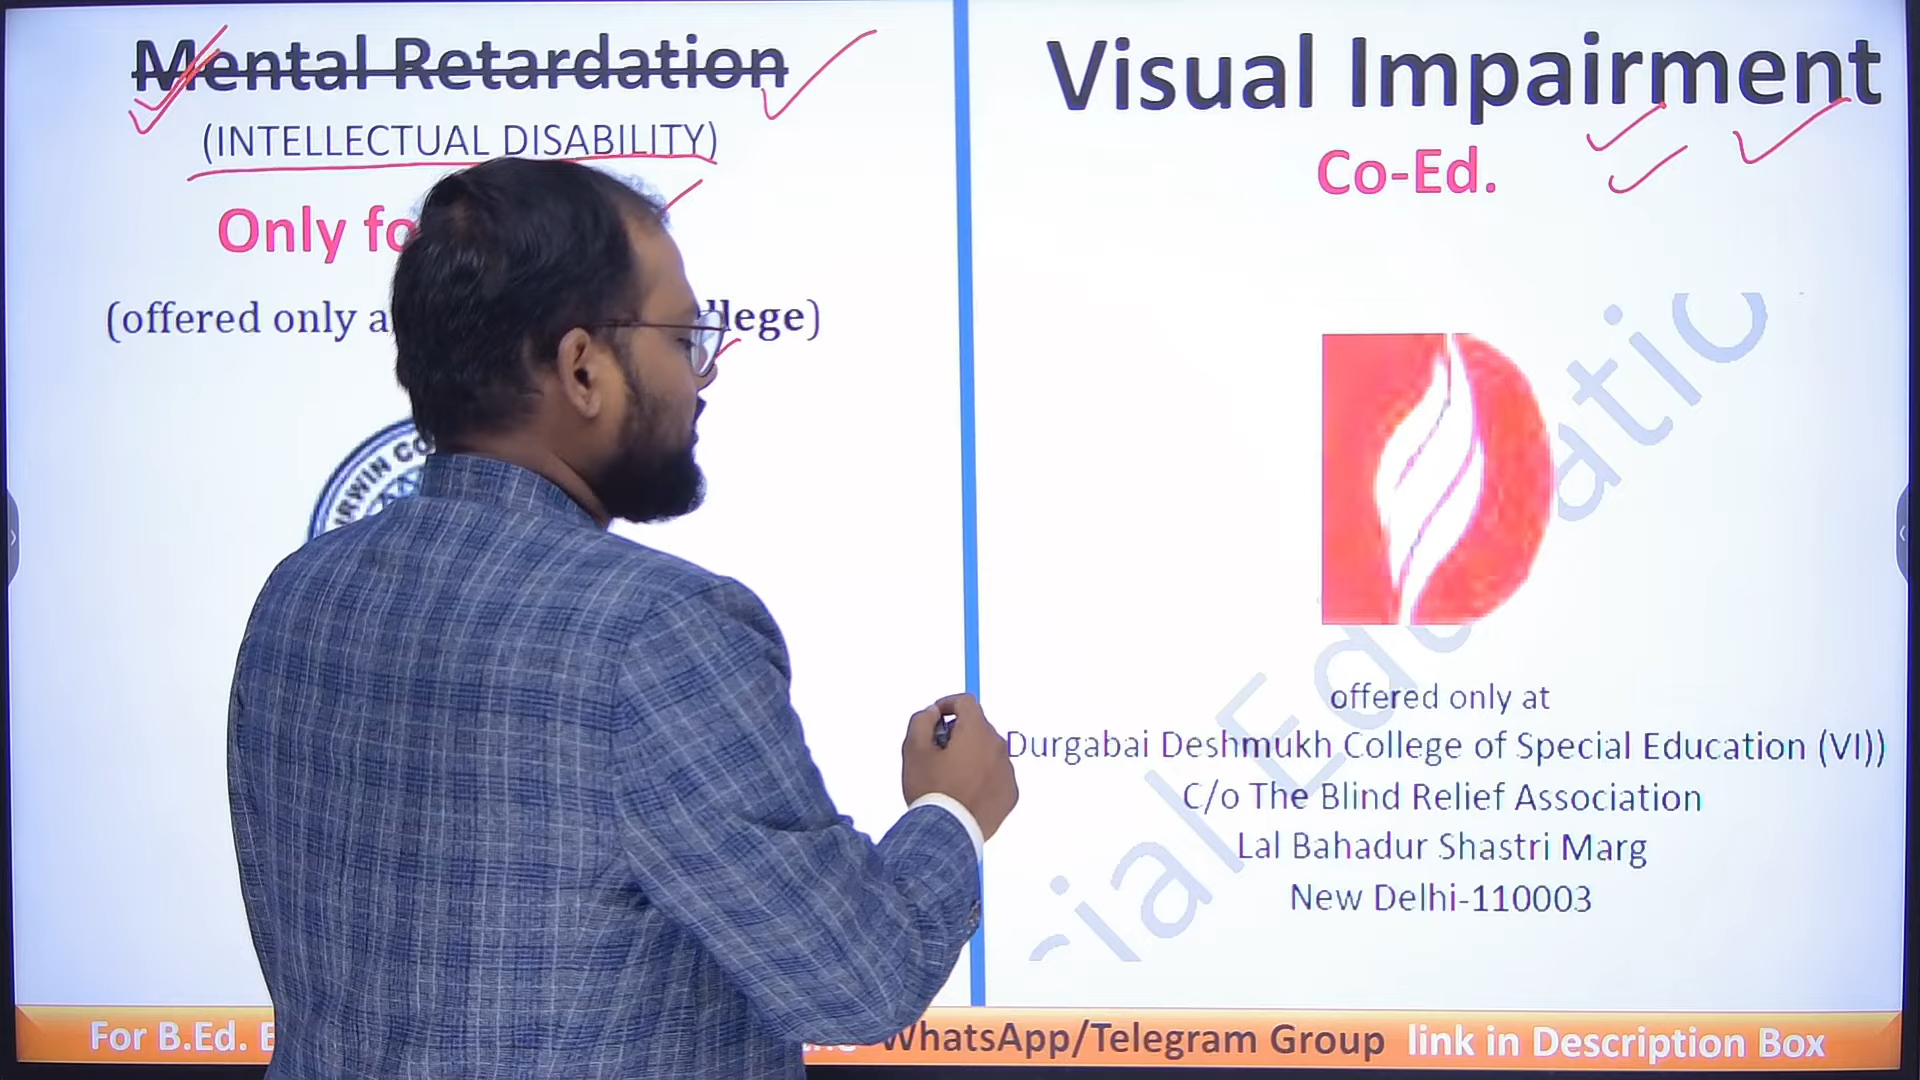 Mental Retardation
(INTELLECTUAL DISABILITY)
Only
(offered only
IRWIN
Visual Impairment
Co-Ed.
offered only at
Durgabai Deshmukh College of Special Education (VI))
C/o The Blind Relief Association
Lal Bahadur Shastri Marg
New Delhi-110003
For B.Ed. WhatsApp/Telegram Group link in Description Box